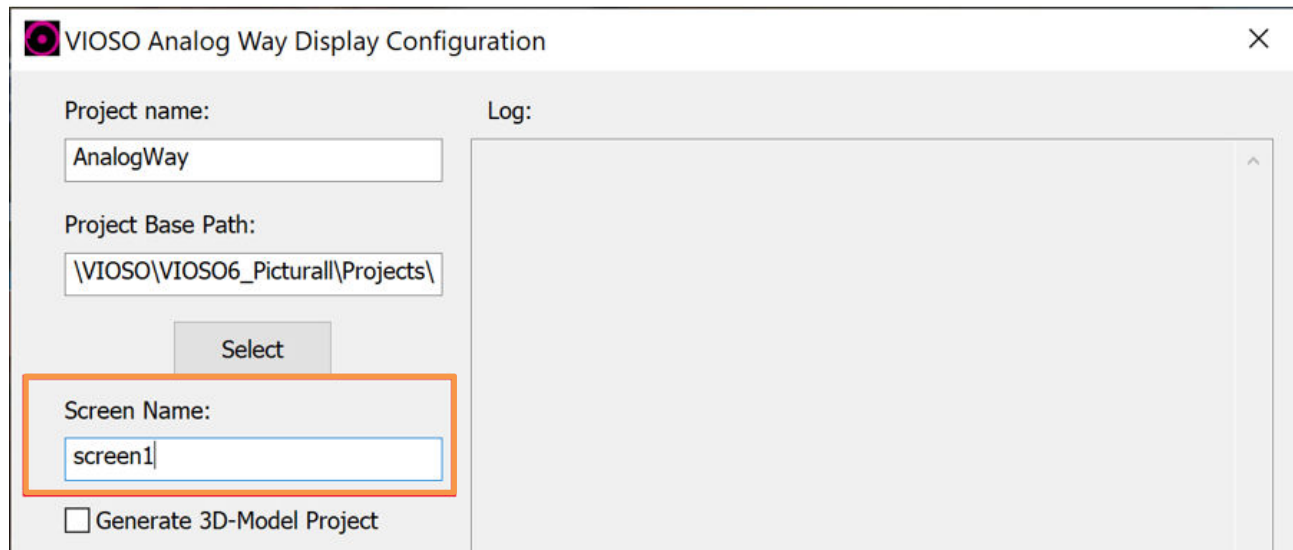 VIOSO Analog Way Display Configuration
Project name:
AnalogWay
Project Base Path:
\VIOSO\VIOSO6_Picturall\Projects\
Select
Screen Name:
screen1
Generate 3D-Model Project
Log: